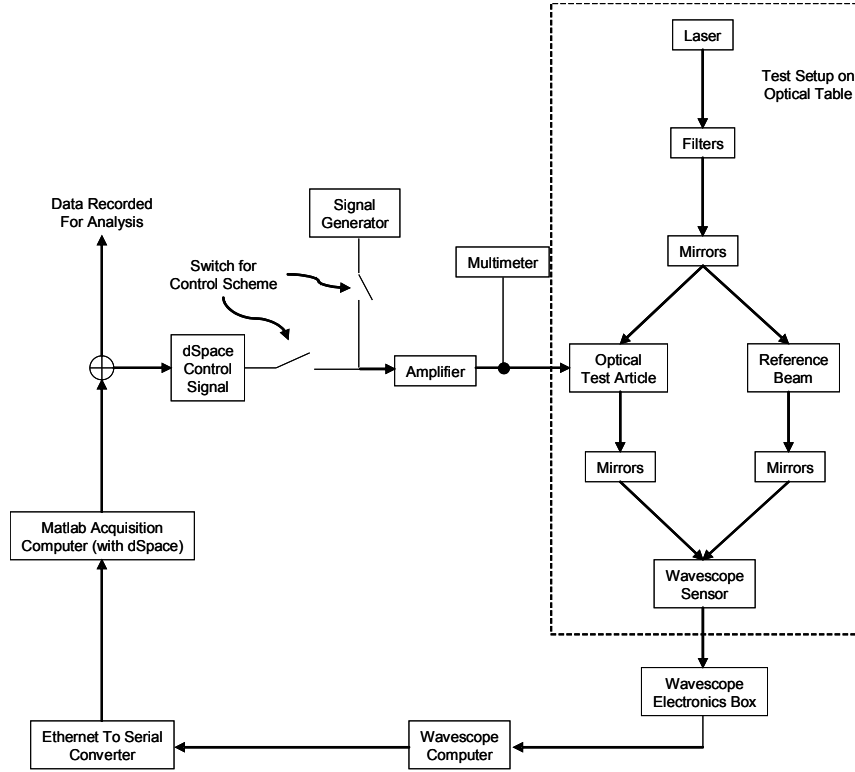 Laser
Test Setup on
Optical Table
Filters
Data Recorded
For Analysis
Signal
Generator
Mirrors
Switch for
Control Scheme
Multimeter
dSpace
Control
Signal
Amplifier
Optical
Test Article
Reference
Beam
Mirrors
Mirrors
Matlab Acquisition
Computer (with dSpace)
Wavescope
Sensor
Wavescope
Electronics Box
Ethernet To Serial
Converter
Wavescope
Computer